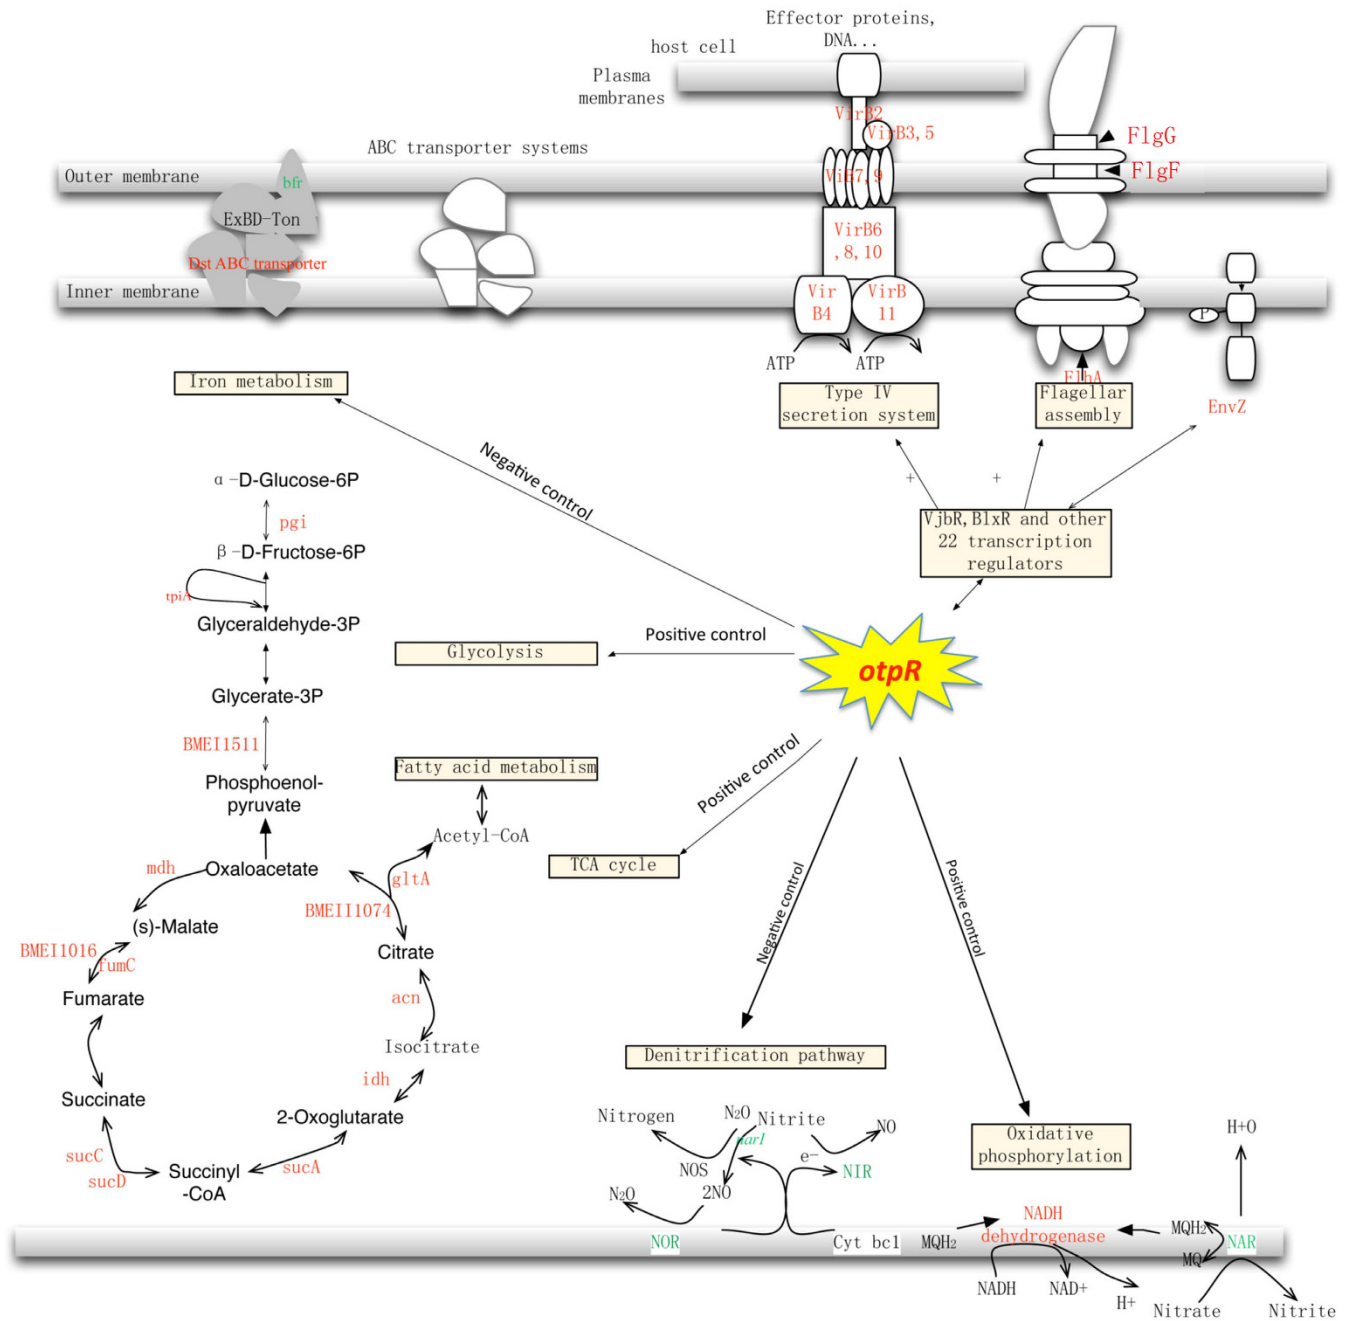 Effector proteins,
DNA...
host cell
Plasma
membranes
VirB2
VirB3,5
FlgG
ABC transporter systems
FlgF
Outer membrane
bfr
VirB7,9
ExBD-Ton
VirB6
,8,10
Dst ABC transporter
Inner membrane
Vir
B4
VirB
11
P
ATP
ATP
FlhA
Iron metabolism
Type IV
secretion system
Flagellar
assembly
EnvZ
Negative control
+
+
α-D-Glucose-6P
pgi
β-D-Fructose-6P
VjbR,BlxR and other
22 transcription
regulators
tpiA
Glyceraldehyde-3P
Positive control
Glycolysis
otpR
Glycerate-3P
BMEI1511
Positive control
Fatty acid metabolism
Phosphoenol-
pyruvate
Acetyl-CoA
mdh
Oxaloacetate
TCA cycle
gltA
BMEII1074
Negative control
Positive control
(s)-Malate
BMEI1016
fumC
Citrate
Fumarate
acn
Isocitrate
Denitrification pathway
idh
Succinate
2-Oxoglutarate
Nitrogen
N2O
Nitrite
NO
narI
Oxidative
phosphorylation
H+O
sucC
sucD
Succinyl
-CoA
sucA
NOS
e-
NIR
N2O
2NO
NOR
Cyt bc1
MQH2
NADH
dehydrogenase
MQH2
MQ
NAR
NADH
NAD+
H+
Nitrate
Nitrite